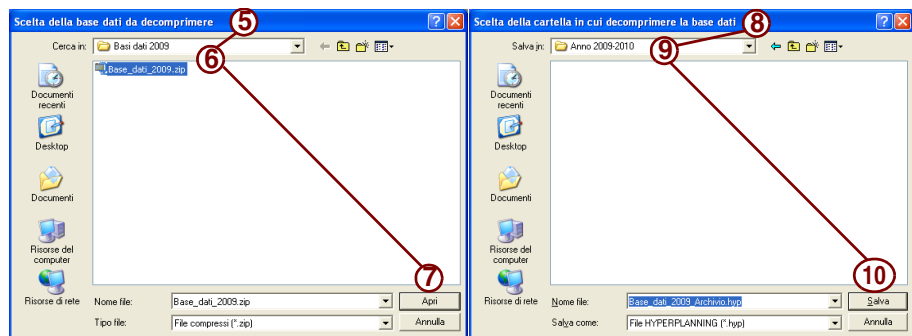 Scelta della base dati da decomprimere
5
Cerca in:
Basi dati 2009
6
Base_dati_2009.zip
Documenti
recenti
Desktop
Documenti
Risorse del
computer
Risorse di rete
7
Nome file:
Base_dati_2009.zip
Apri
Tipo file:
File compressi (*.zip)
Annulla
Scelta della cartella in cui decomprimere la base dati
8
Salva in:
Anno 2009-2010
9
Documenti
recenti
Desktop
Documenti
Risorse del
computer
Risorse di rete
10
Nome file:
Base_dati_2009_Archivio.hyp
Salva
Salva come:
File HYPERPLANNING (*.hyp)
Annulla